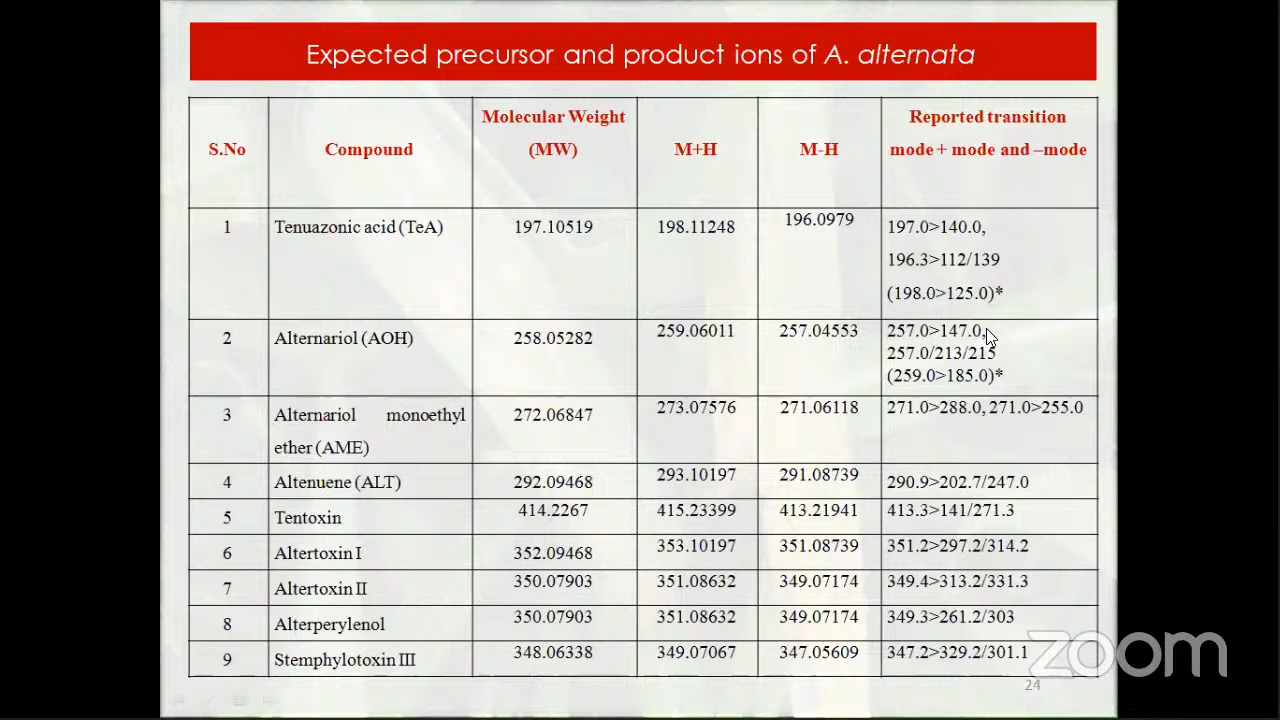 Expected precursor and product ions of A. alternata
S.No Compound Molecular Weight (MW) M+H M-H Reported transition mode + mode and –mode
1 Tenuazonic acid (TeA) 197.10519 198.11248 196.0979 197.0>140.0,
196.3>112/139
(198.0>125.0)*
2 Alternariol (AOH) 258.05282 259.06011 257.04553 257.0>147.0,
257.0/213/215
(259.0>185.0)*
3 Alternariol monoethyl ether (AME) 272.06847 273.07576 271.06118 271.0>288.0, 271.0>255.0
4 Altenuene (ALT) 292.09468 293.10197 291.08739 290.9>202.7/247.0
5 Tentoxin 414.2267 415.23399 413.21941 413.3>141/271.3
6 Altertoxin I 352.09468 353.10197 351.08739 351.2>297.2/314.2
7 Altertoxin II 350.07903 351.08632 349.07174 349.4>313.2/331.3
8 Alterperylenol 350.07903 351.08632 349.07174 349.3>261.2/303
9 Stemphylotoxin III 348.06338 349.07067 347.05609 347.2>329.2/301.1
zoom
24